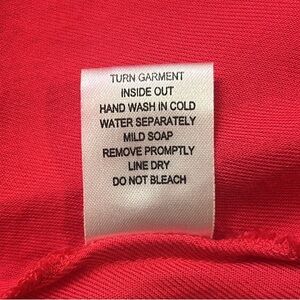 TURN GARMENT
INSIDE OUT
HAND WASH IN COLD
WATER SEPARATELY
MILD SOAP
REMOVE PROMPTLY
LINE DRY
DO NOT BLEACH